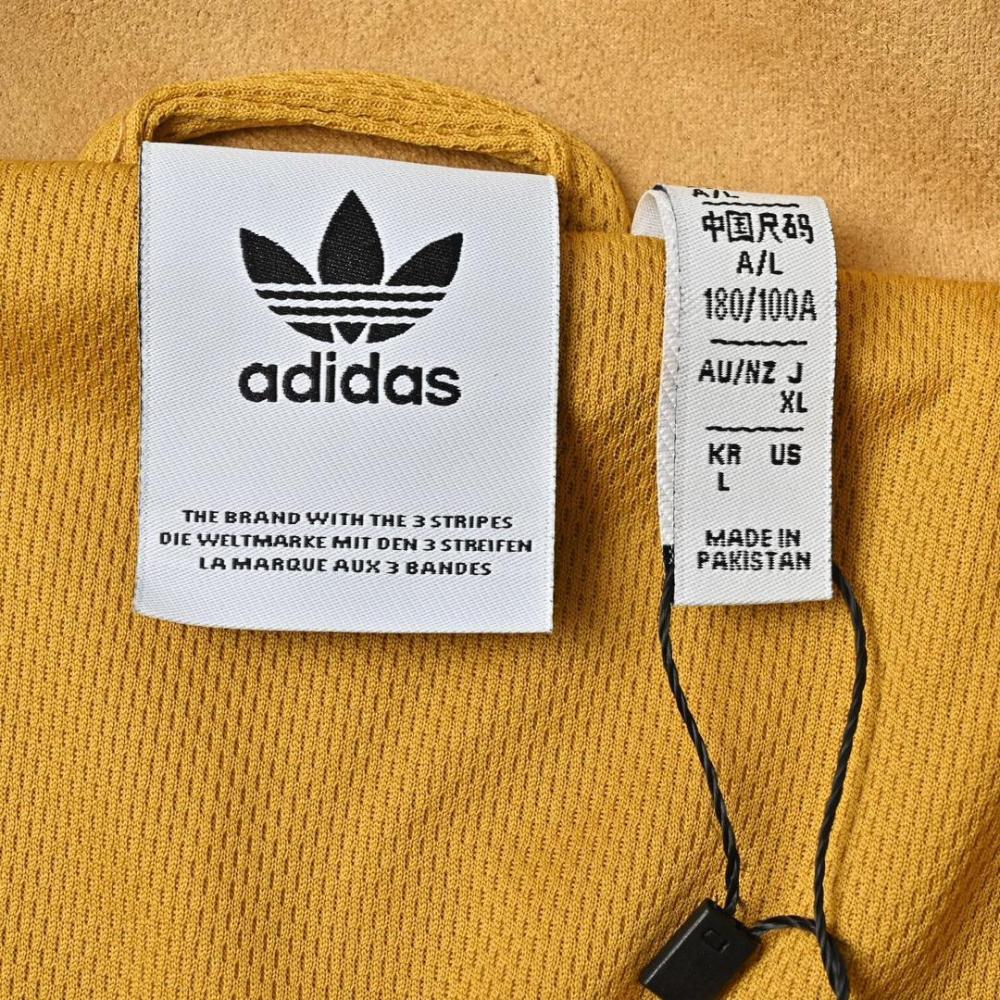 adidas
THE BRAND WITH THE 3 STRIPES
DIE WELTMARKE MIT DEN 3 STREIFEN
LA MARQUE AUX 3 BANDES
A/L
中国尺码
A/L
180/100A
AU/NZ J
XL
KR US
L
MADE IN
PAKISTAN